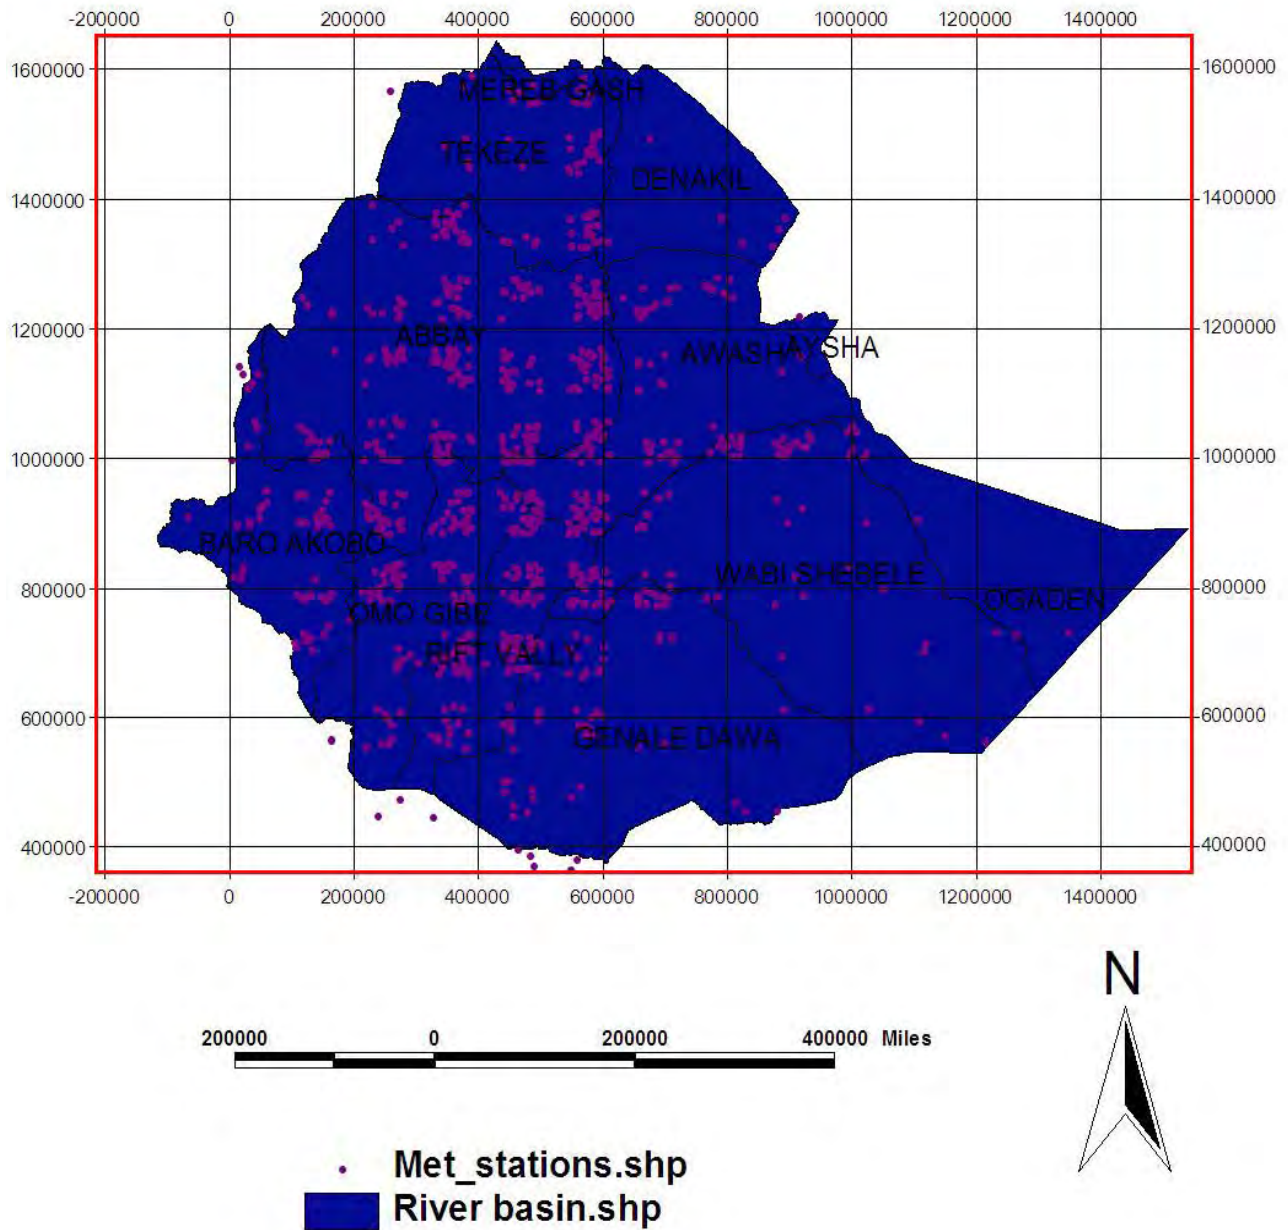 -200000 0 200000 400000 600000 800000 1000000 1200000 1400000
1600000 1600000
MEREB GASH
TEKEZE
DENAKIL
1400000 1400000
1200000 1200000
ABBAY
AWASH AYSHA
1000000 1000000
BARO AKOBO
WABI SHEBELE
800000 800000
OMO GIBE OGADEN
RIFT VALLY
600000 600000
GENALE DAWA
400000 400000
-200000 0 200000 400000 600000 800000 1000000 1200000 1400000
N
200000 0 200000 400000 Miles
Met_stations.shp
River basin.shp